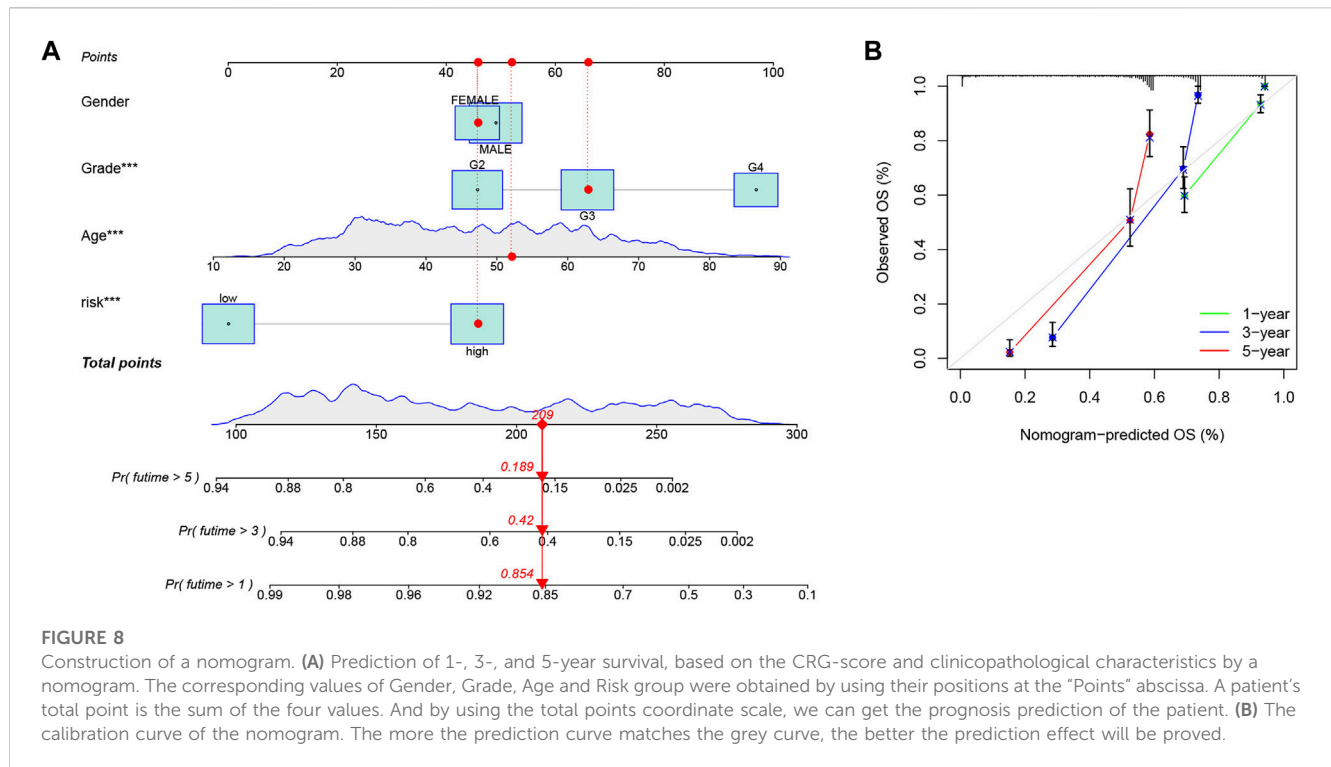 A
Points
0 20 40 60 80 100
Gender
FEMALE
MALE
Grade***
G2
G3
G4
Age***
10 20 30 40 50 60 70 80 90
risk***
low
high
Total points
209
100 150 200 250 300
0.189
Pr( futime > 5 )
0.94 0.88 0.8 0.6 0.4 0.15 0.025 0.002
0.42
Pr( futime > 3 )
0.94 0.88 0.8 0.6 0.4 0.15 0.025 0.002
0.854
Pr( futime > 1 )
0.99 0.98 0.96 0.92 0.85 0.7 0.5 0.3 0.1
B
Observed OS (%)
1.0
0.8
0.6
0.4
0.2
0.0
0.0 0.2 0.4 0.6 0.8 1.0
Nomogram-predicted OS (%)
1-year
3-year
5-year
FIGURE 8
Construction of a nomogram. (A) Prediction of 1-, 3-, and 5-year survival, based on the CRG-score and clinicopathological characteristics by a
nomogram. The corresponding values of Gender, Grade, Age and Risk group were obtained by using their positions at the “Points” abscissa. A patient’s
total point is the sum of the four values. And by using the total points coordinate scale, we can get the prognosis prediction of the patient. (B) The
calibration curve of the nomogram. The more the prediction curve matches the grey curve, the better the prediction effect will be proved.